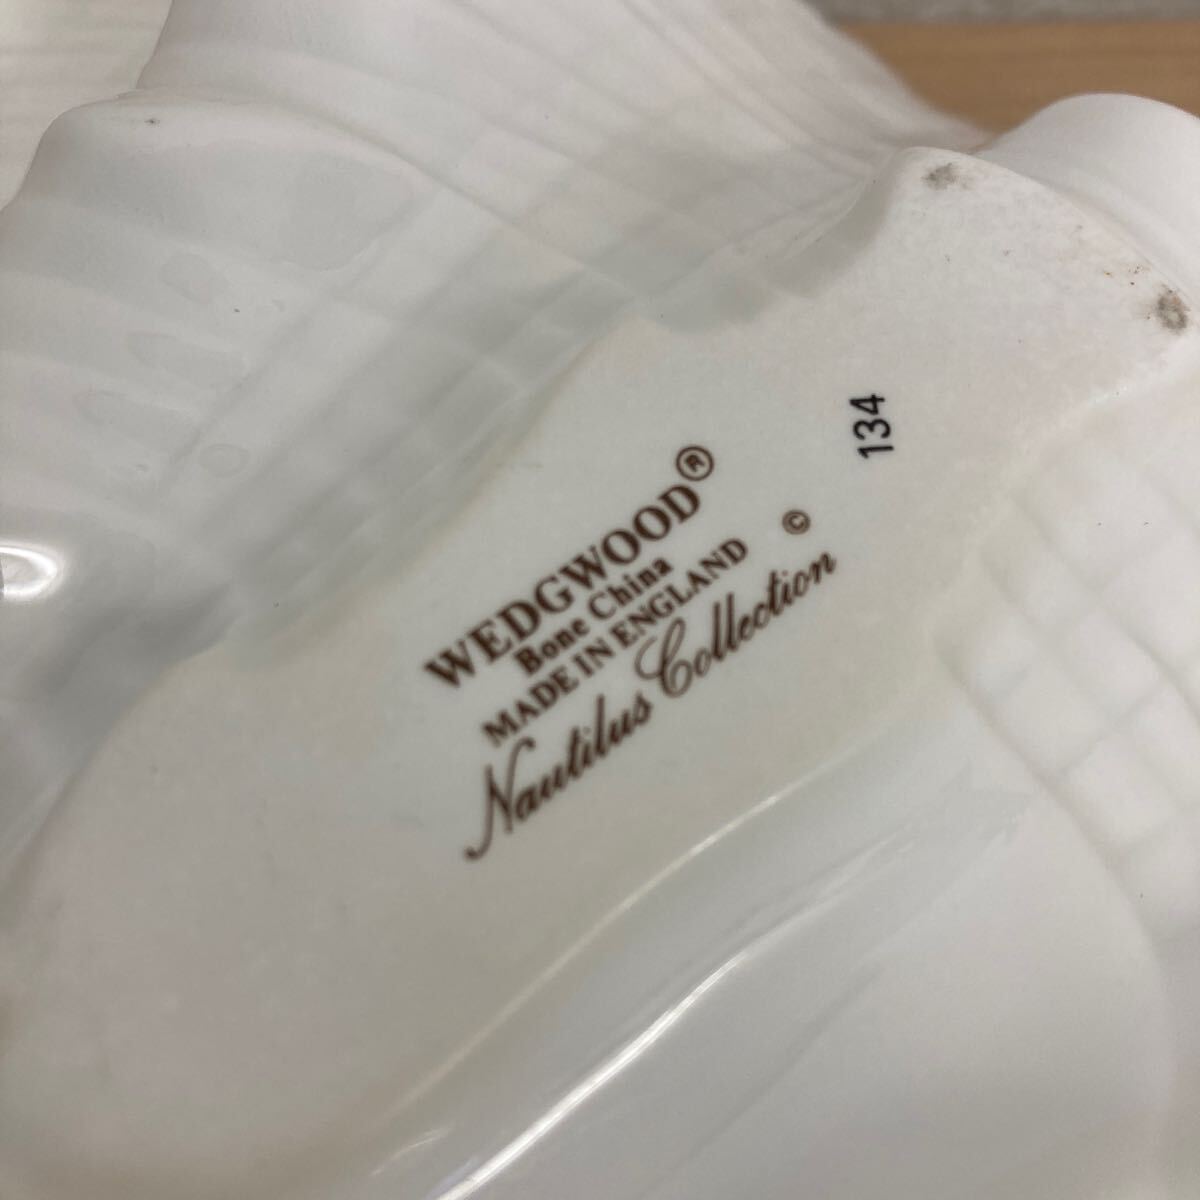 134
WEDGWOOD®
Bone China
MADE IN ENGLAND ©
Nautilus Collection